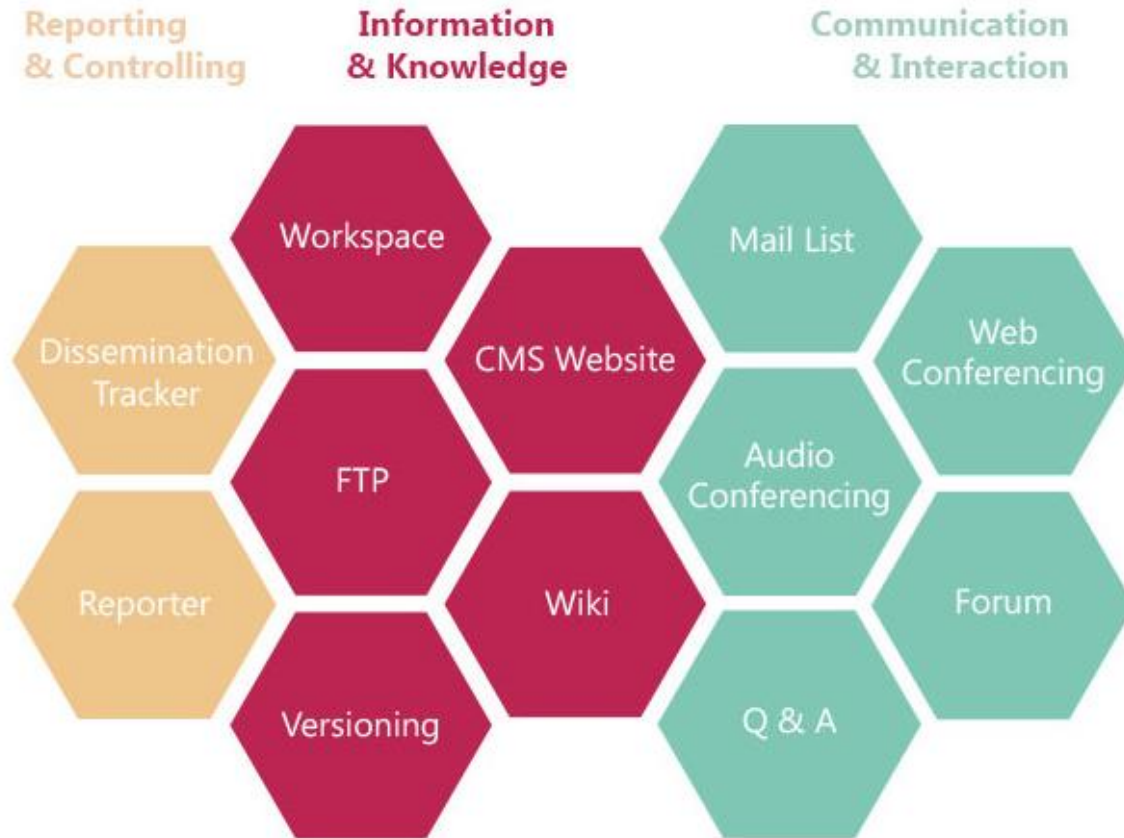 Reporting
& Controlling
Information
& Knowledge
Communication
& Interaction
Workspace
Mail List
Dissemination
Tracker
CMS Website
Web
Conferencing
FTP
Audio
Conferencing
Reporter
Wiki
Forum
Versioning
Q & A